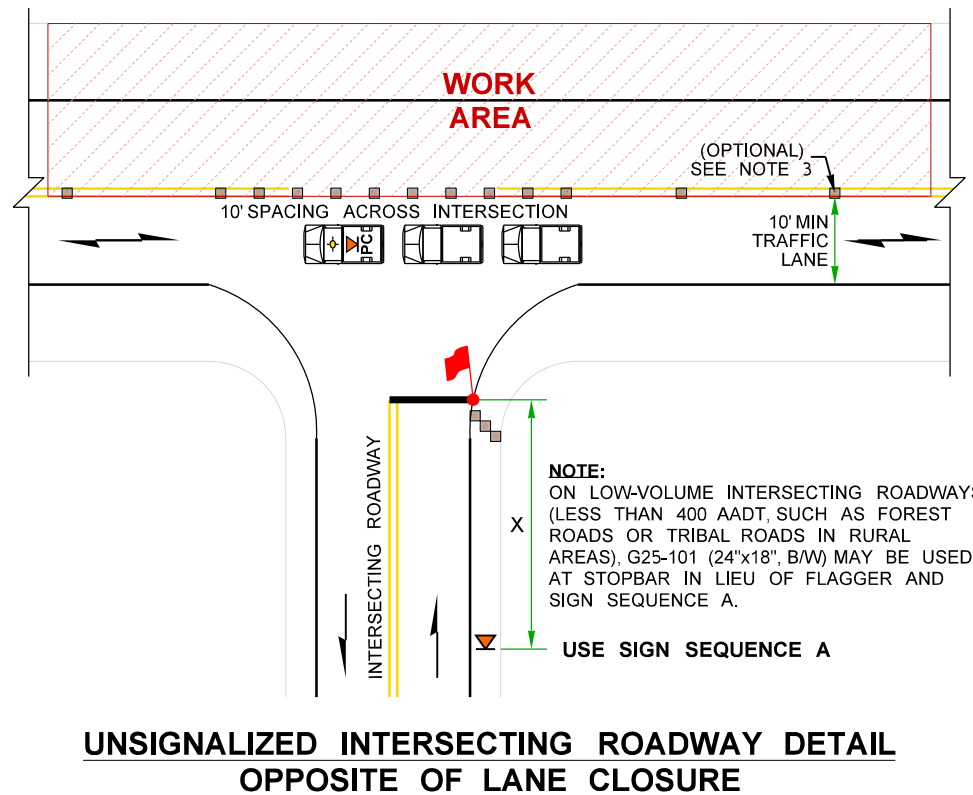 WORK
AREA
(OPTIONAL)
SEE NOTE 3
10' SPACING ACROSS INTERSECTION
10' MIN
TRAFFIC
LANE
PC
INTERSECTING ROADWAY
X
NOTE:
ON LOW-VOLUME INTERSECTING ROADWAYS
(LESS THAN 400 AADT, SUCH AS FOREST
ROADS OR TRIBAL ROADS IN RURAL
AREAS), G25-101 (24"x18", B/W) MAY BE USED
AT STOPBAR IN LIEU OF FLAGGER AND
SIGN SEQUENCE A.
USE SIGN SEQUENCE A
UNSIGNALIZED INTERSECTING ROADWAY DETAIL
OPPOSITE OF LANE CLOSURE